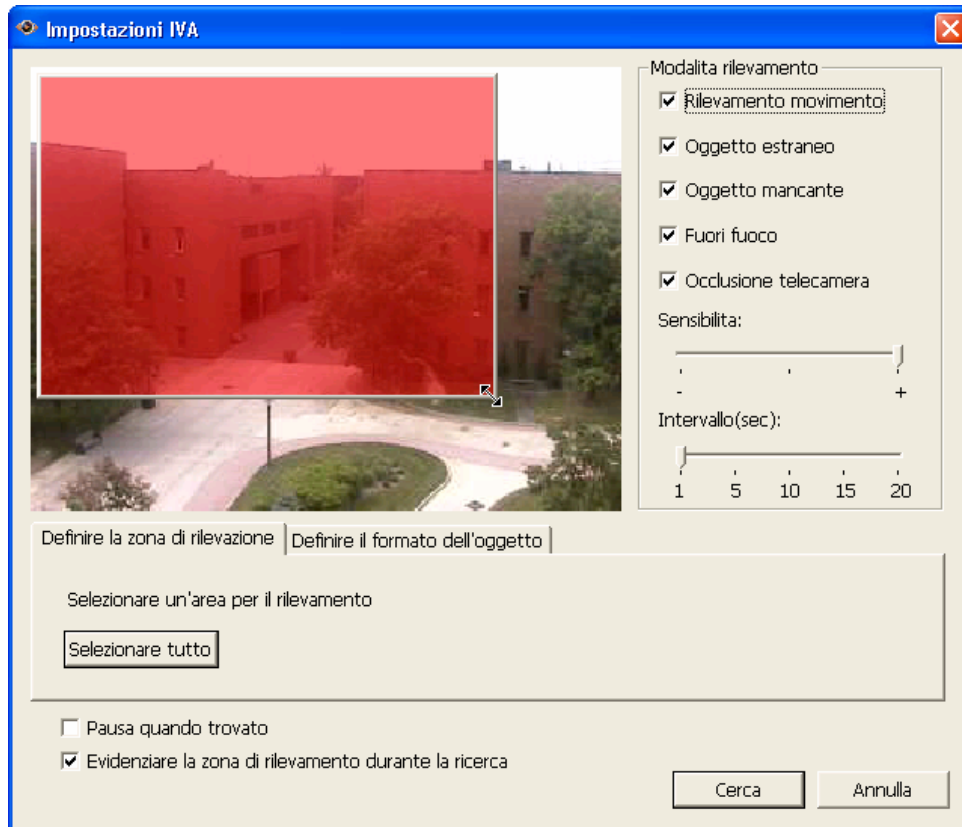 Impostazioni IVA
Modalita rilevamento
Rilevamento movimento
Oggetto estraneo
Oggetto mancante
Fuori fuoco
Occlusione telecamera
Sensibilita:
- +
Intervallo(sec):
1 5 10 15 20
Definire la zona di rilevazione Definire il formato dell'oggetto
Selezionare un'area per il rilevamento
Selezionare tutto
Pausa quando trovato
Evidenziare la zona di rilevamento durante la ricerca
Cerca Annulla